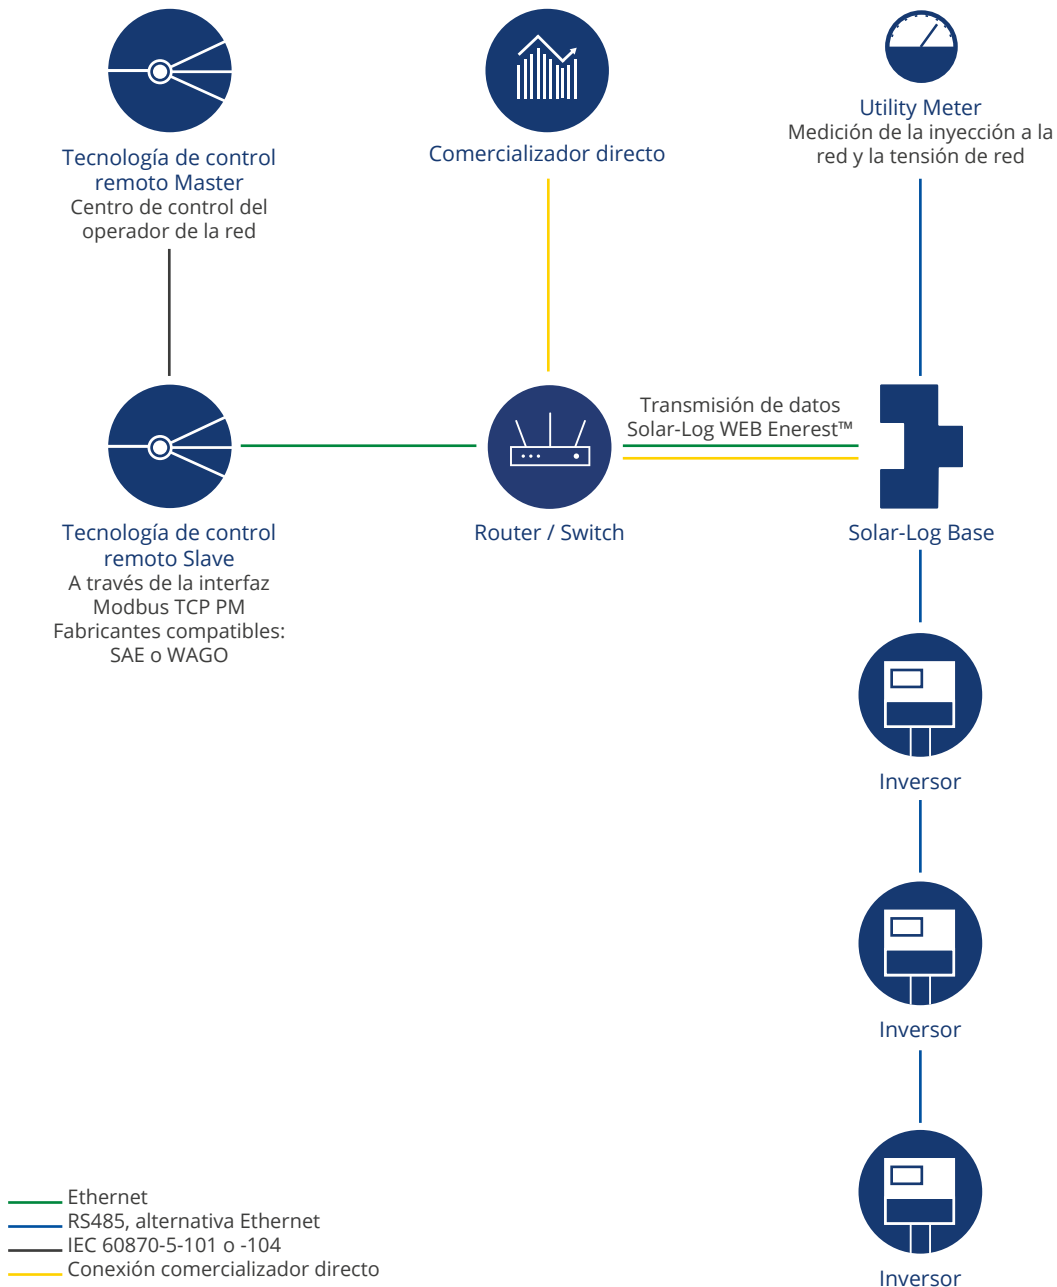 Tecnología de control
remoto Master
Centro de control del
operador de la red
Comercializador directo
Utility Meter
Medición de la inyección a la
red y la tensión de red
Tecnología de control
remoto Slave
A través de la interfaz
Modbus TCP PM
Fabricantes compatibles:
SAE o WAGO
Router / Switch
Transmisión de datos
Solar-Log WEB Enerest™
Solar-Log Base
Inversor
Inversor
Inversor
Ethernet
RS485, alternativa Ethernet
IEC 60870-5-101 o -104
Conexión comercializador directo